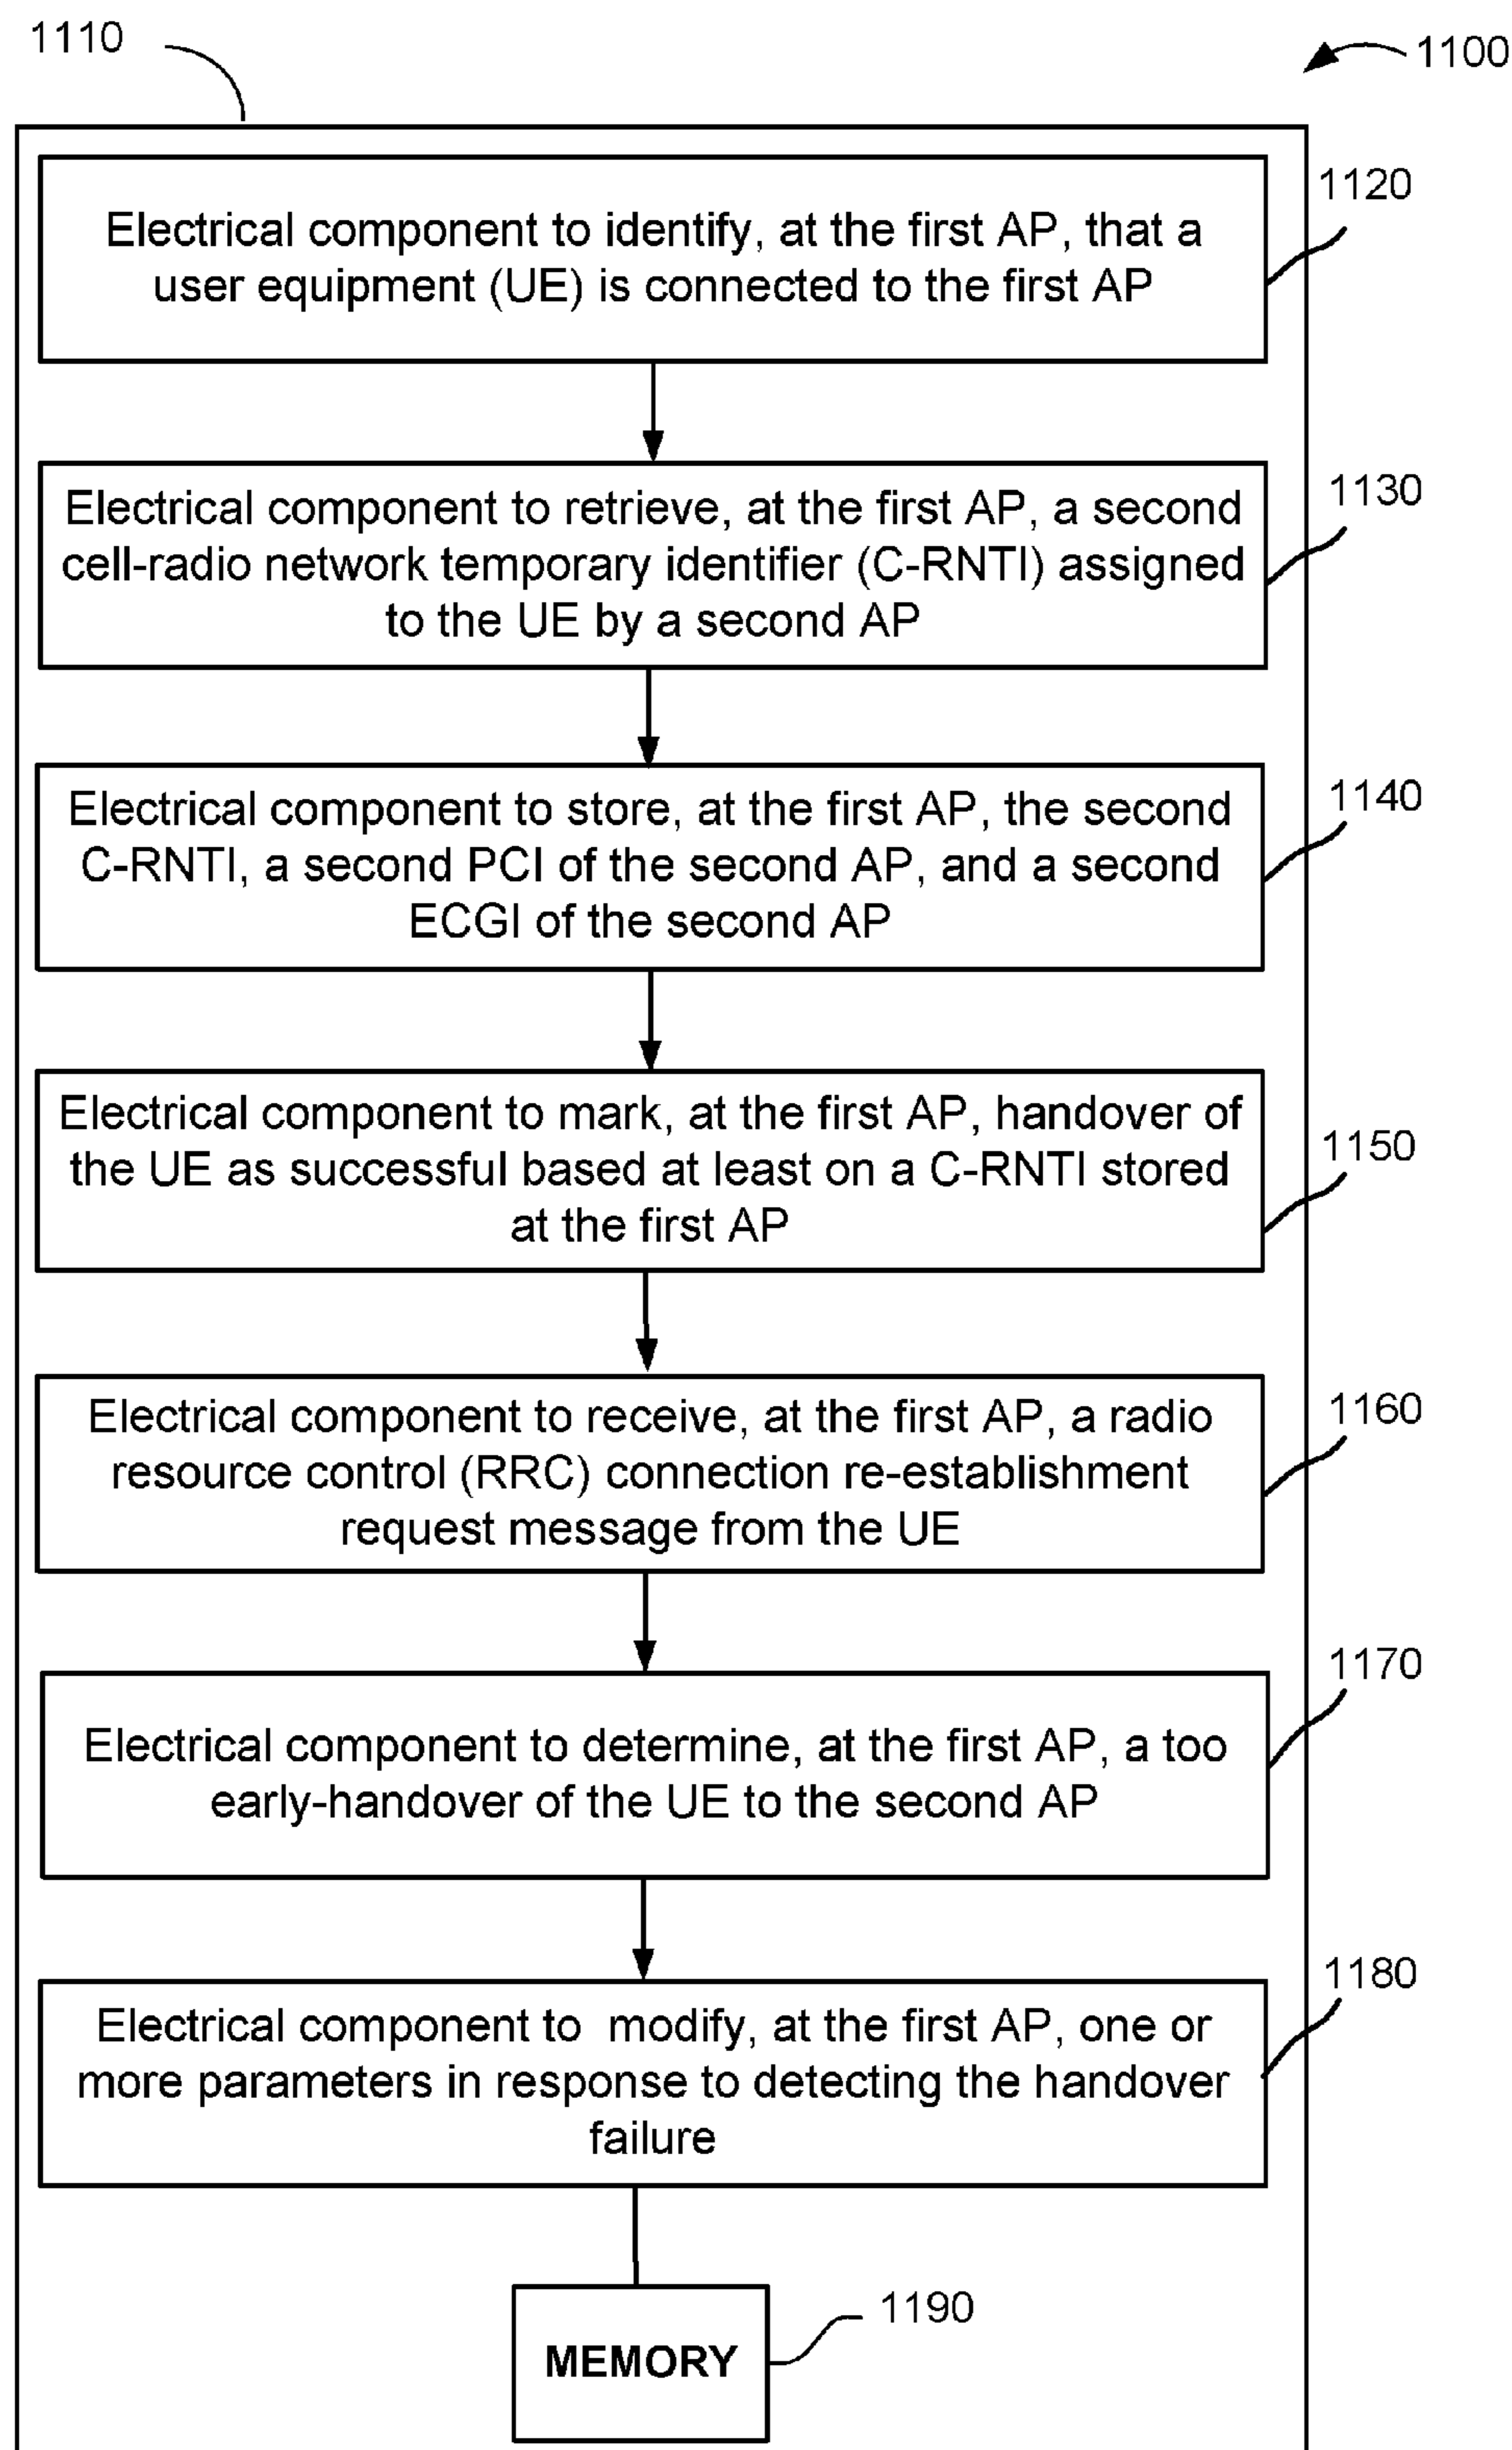 1110
1100
Electrical component to identify, at the first AP, that a
user equipment (UE) is connected to the first AP
1120
Electrical component to retrieve, at the first AP, a second
cell-radio network temporary identifier (C-RNTI) assigned
to the UE by a second AP
1130
Electrical component to store, at the first AP, the second
C-RNTI, a second PCI of the second AP, and a second
ECGI of the second AP
1140
Electrical component to mark, at the first AP, handover of
the UE as successful based at least on a C-RNTI stored
at the first AP
1150
Electrical component to receive, at the first AP, a radio
resource control (RRC) connection re-establishment
request message from the UE
1160
Electrical component to determine, at the first AP, a too
early-handover of the UE to the second AP
1170
Electrical component to modify, at the first AP, one or
more parameters in response to detecting the handover
failure
1180
MEMORY
1190